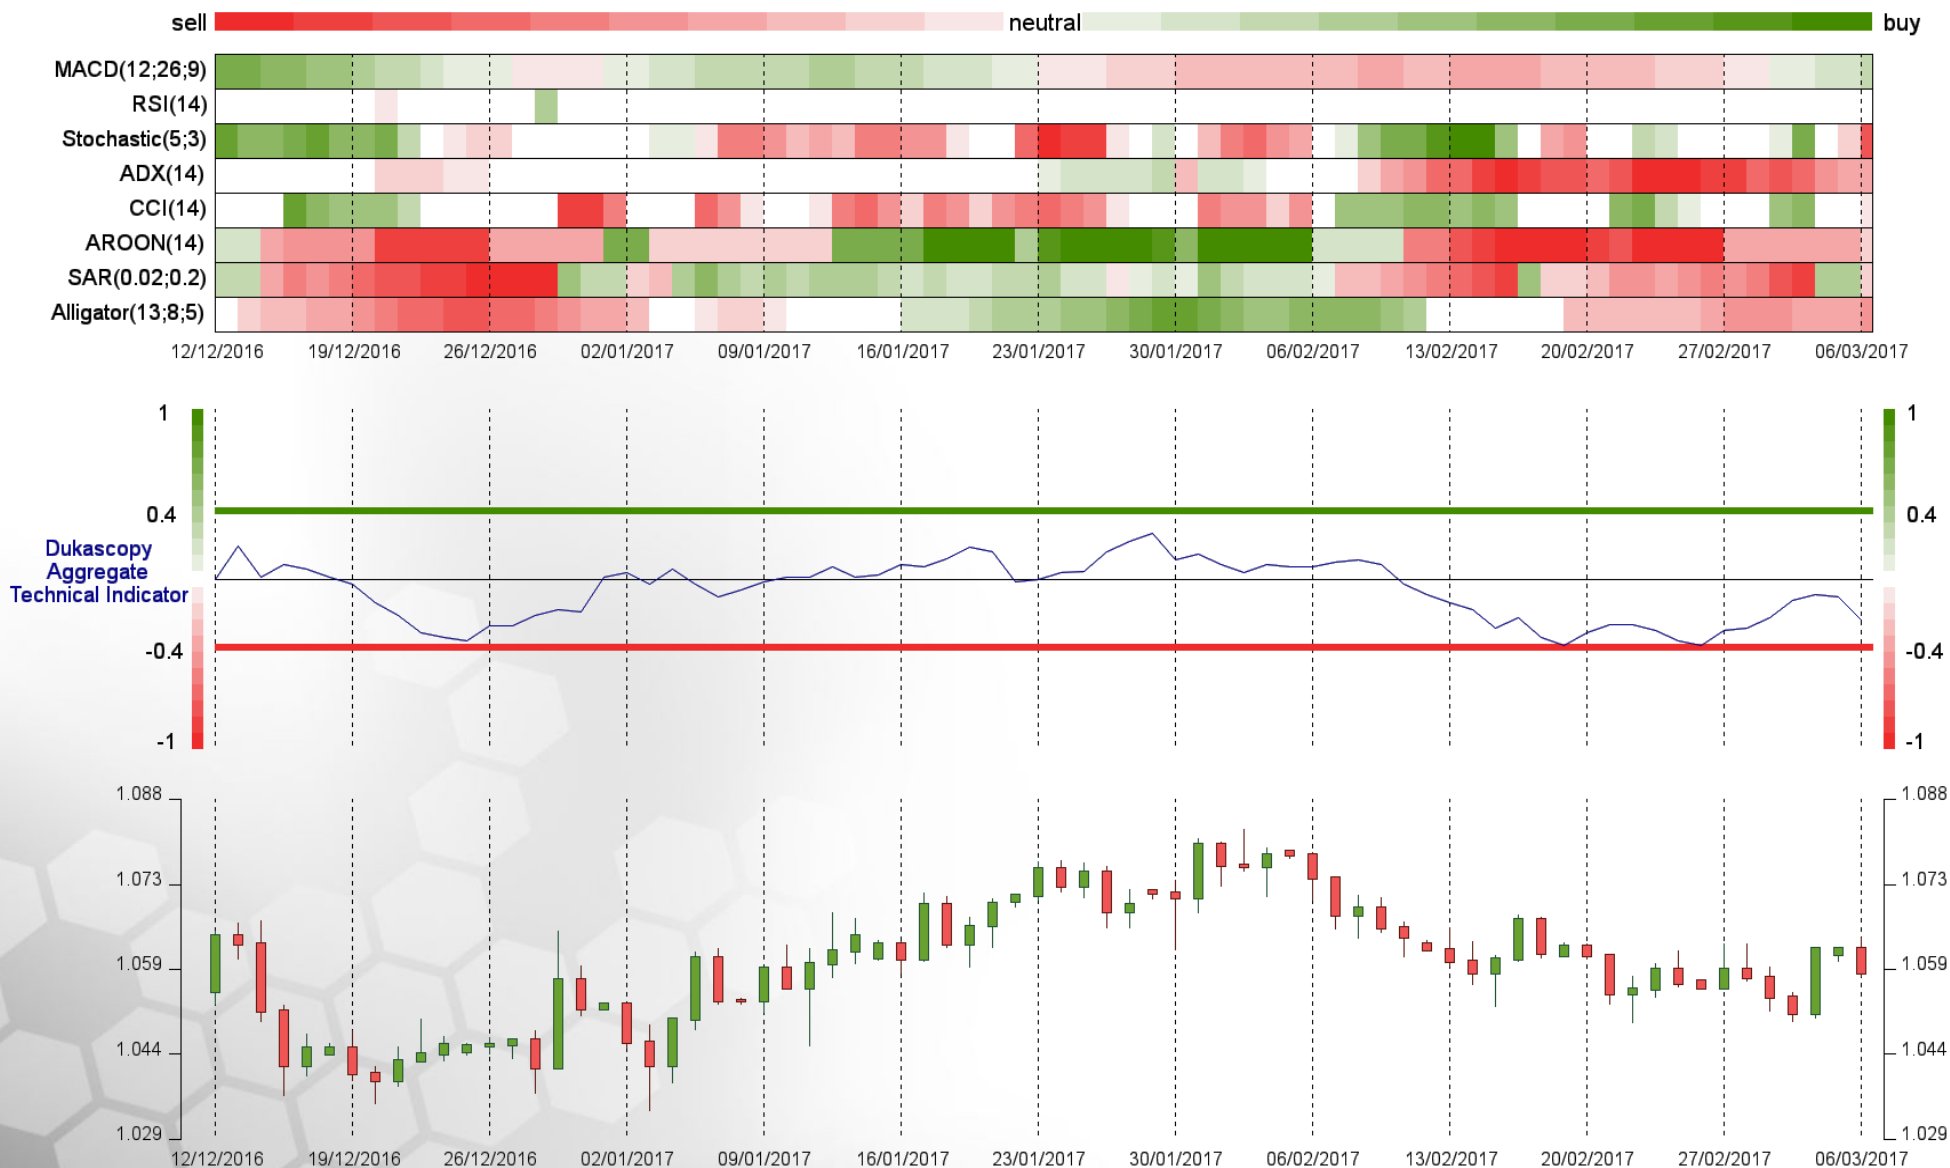 sell neutral buy
MACD(12;26;9)
RSI(14)
Stochastic(5;3)
ADX(14)
CCI(14)
AROON(14)
SAR(0.02;0.2)
Alligator(13;8;5)
12/12/2016 19/12/2016 26/12/2016 02/01/2017 09/01/2017 16/01/2017 23/01/2017 30/01/2017 06/02/2017 13/02/2017 20/02/2017 27/02/2017 06/03/2017
1 1
0.4 0.4
Dukascopy
Aggregate
Technical Indicator
-0.4 -0.4
-1 -1
1.088 1.088
1.073 1.073
1.059 1.059
1.044 1.044
1.029 1.029
12/12/2016 19/12/2016 26/12/2016 02/01/2017 09/01/2017 16/01/2017 23/01/2017 30/01/2017 06/02/2017 13/02/2017 20/02/2017 27/02/2017 06/03/2017